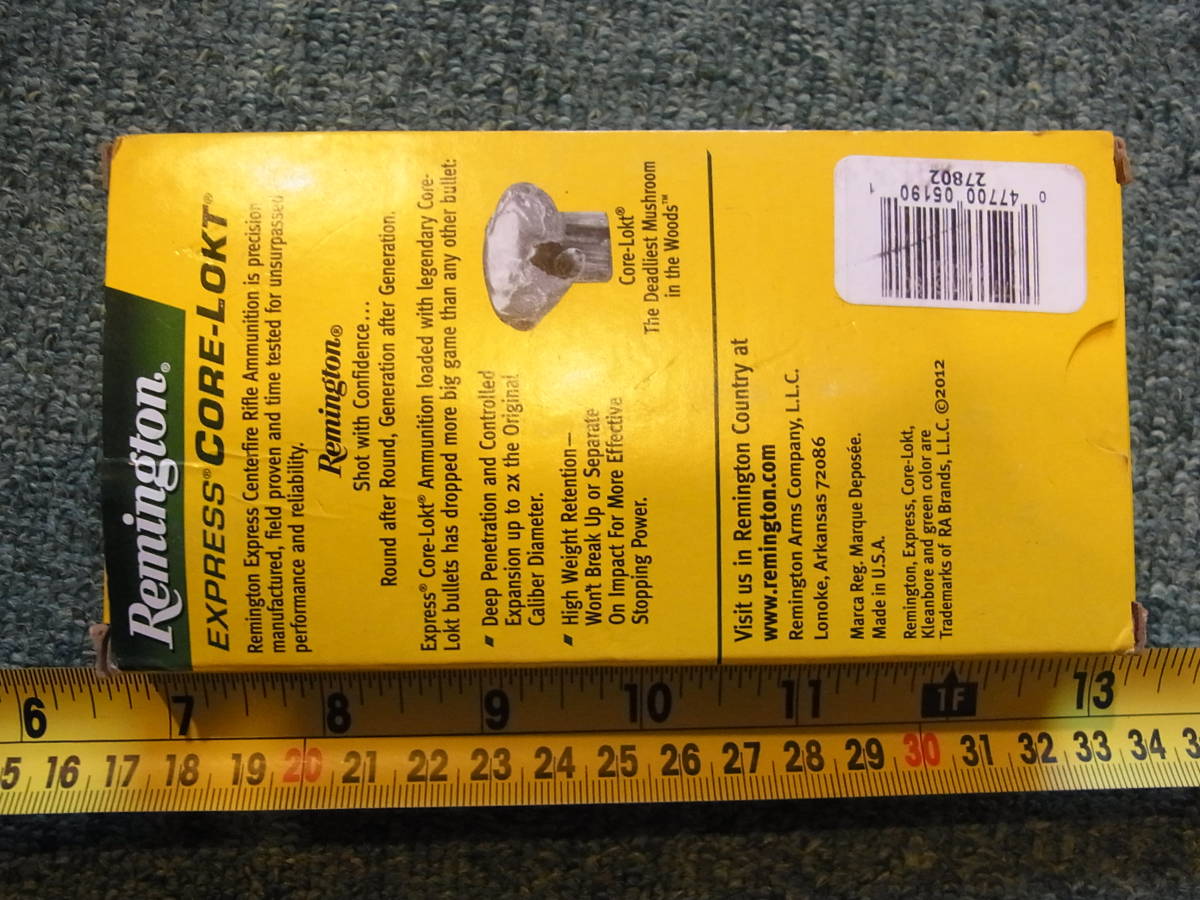 Remington®
EXPRESS® CORE-LOKT®
Remington Express Centerfire Rifle Ammunition is precision
manufactured, field proven and time tested for unsurpassed
performance and reliability.
Remington®
Shot with Confidence...
Round after Round, Generation after Generation.
Express® Core-Lokt® Ammunition loaded with legendary Core-
Lokt bullets has dropped more big game than any other bullet:
Deep Penetration and Controlled
Expansion up to 2x the Original
Caliber Diameter.
High Weight Retention—
Won't Break Up or Separate
On Impact For More Effective
Stopping Power.
Core-Lokt®
The Deadliest Mushroom
in the Woods™
Visit us in Remington Country at
www.remington.com
Remington Arms Company, L.L.C.
Lonoke, Arkansas 72086
Marca Reg. Marque Deposée.
Made in U.S.A.
Remington, Express, Core-Lokt,
Kleanbore and green color are
Trademarks of RA Brands, L.L.C. ©2012
0 47700 05190 1
27802
6 7 8 9 10 11 1F 13
16 17 18 19 20 21 22 23 24 25 26 27 28 29 30 31 32 33 34